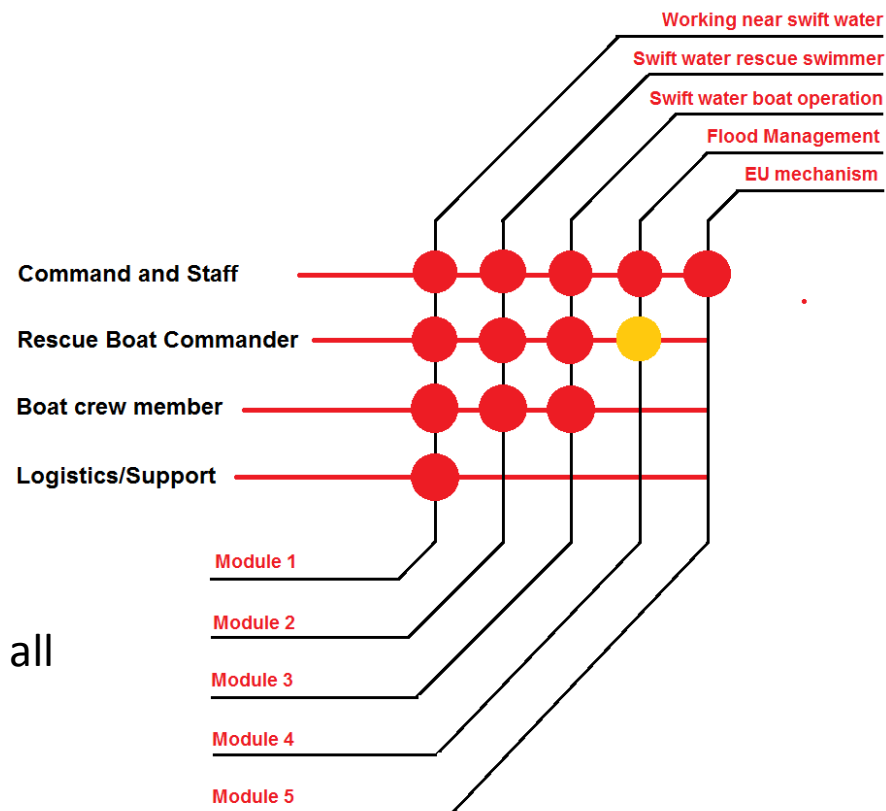 Working near swift water
Swift water rescue swimmer
Swift water boat operation
Flood Management
EU mechanism
Command and Staff
Rescue Boat Commander
Boat crew member
Logistics/Support
Module 1
Module 2
all
Module 3
Module 4
Module 5